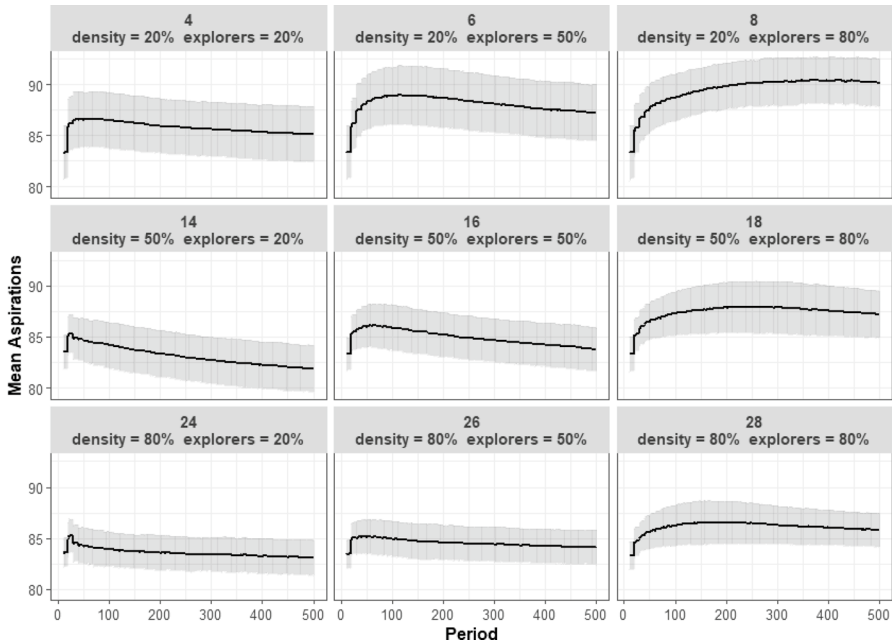 4
density = 20% explorers = 20%
6
density = 20% explorers = 50%
8
density = 20% explorers = 80%
90
85
80
14
density = 50% explorers = 20%
16
density = 50% explorers = 50%
18
density = 50% explorers = 80%
Mean Aspirations
90
85
80
24
density = 80% explorers = 20%
26
density = 80% explorers = 50%
28
density = 80% explorers = 80%
90
85
80
0 100 200 300 400 500 0 100 200 300 400 500 0 100 200 300 400 500
Period